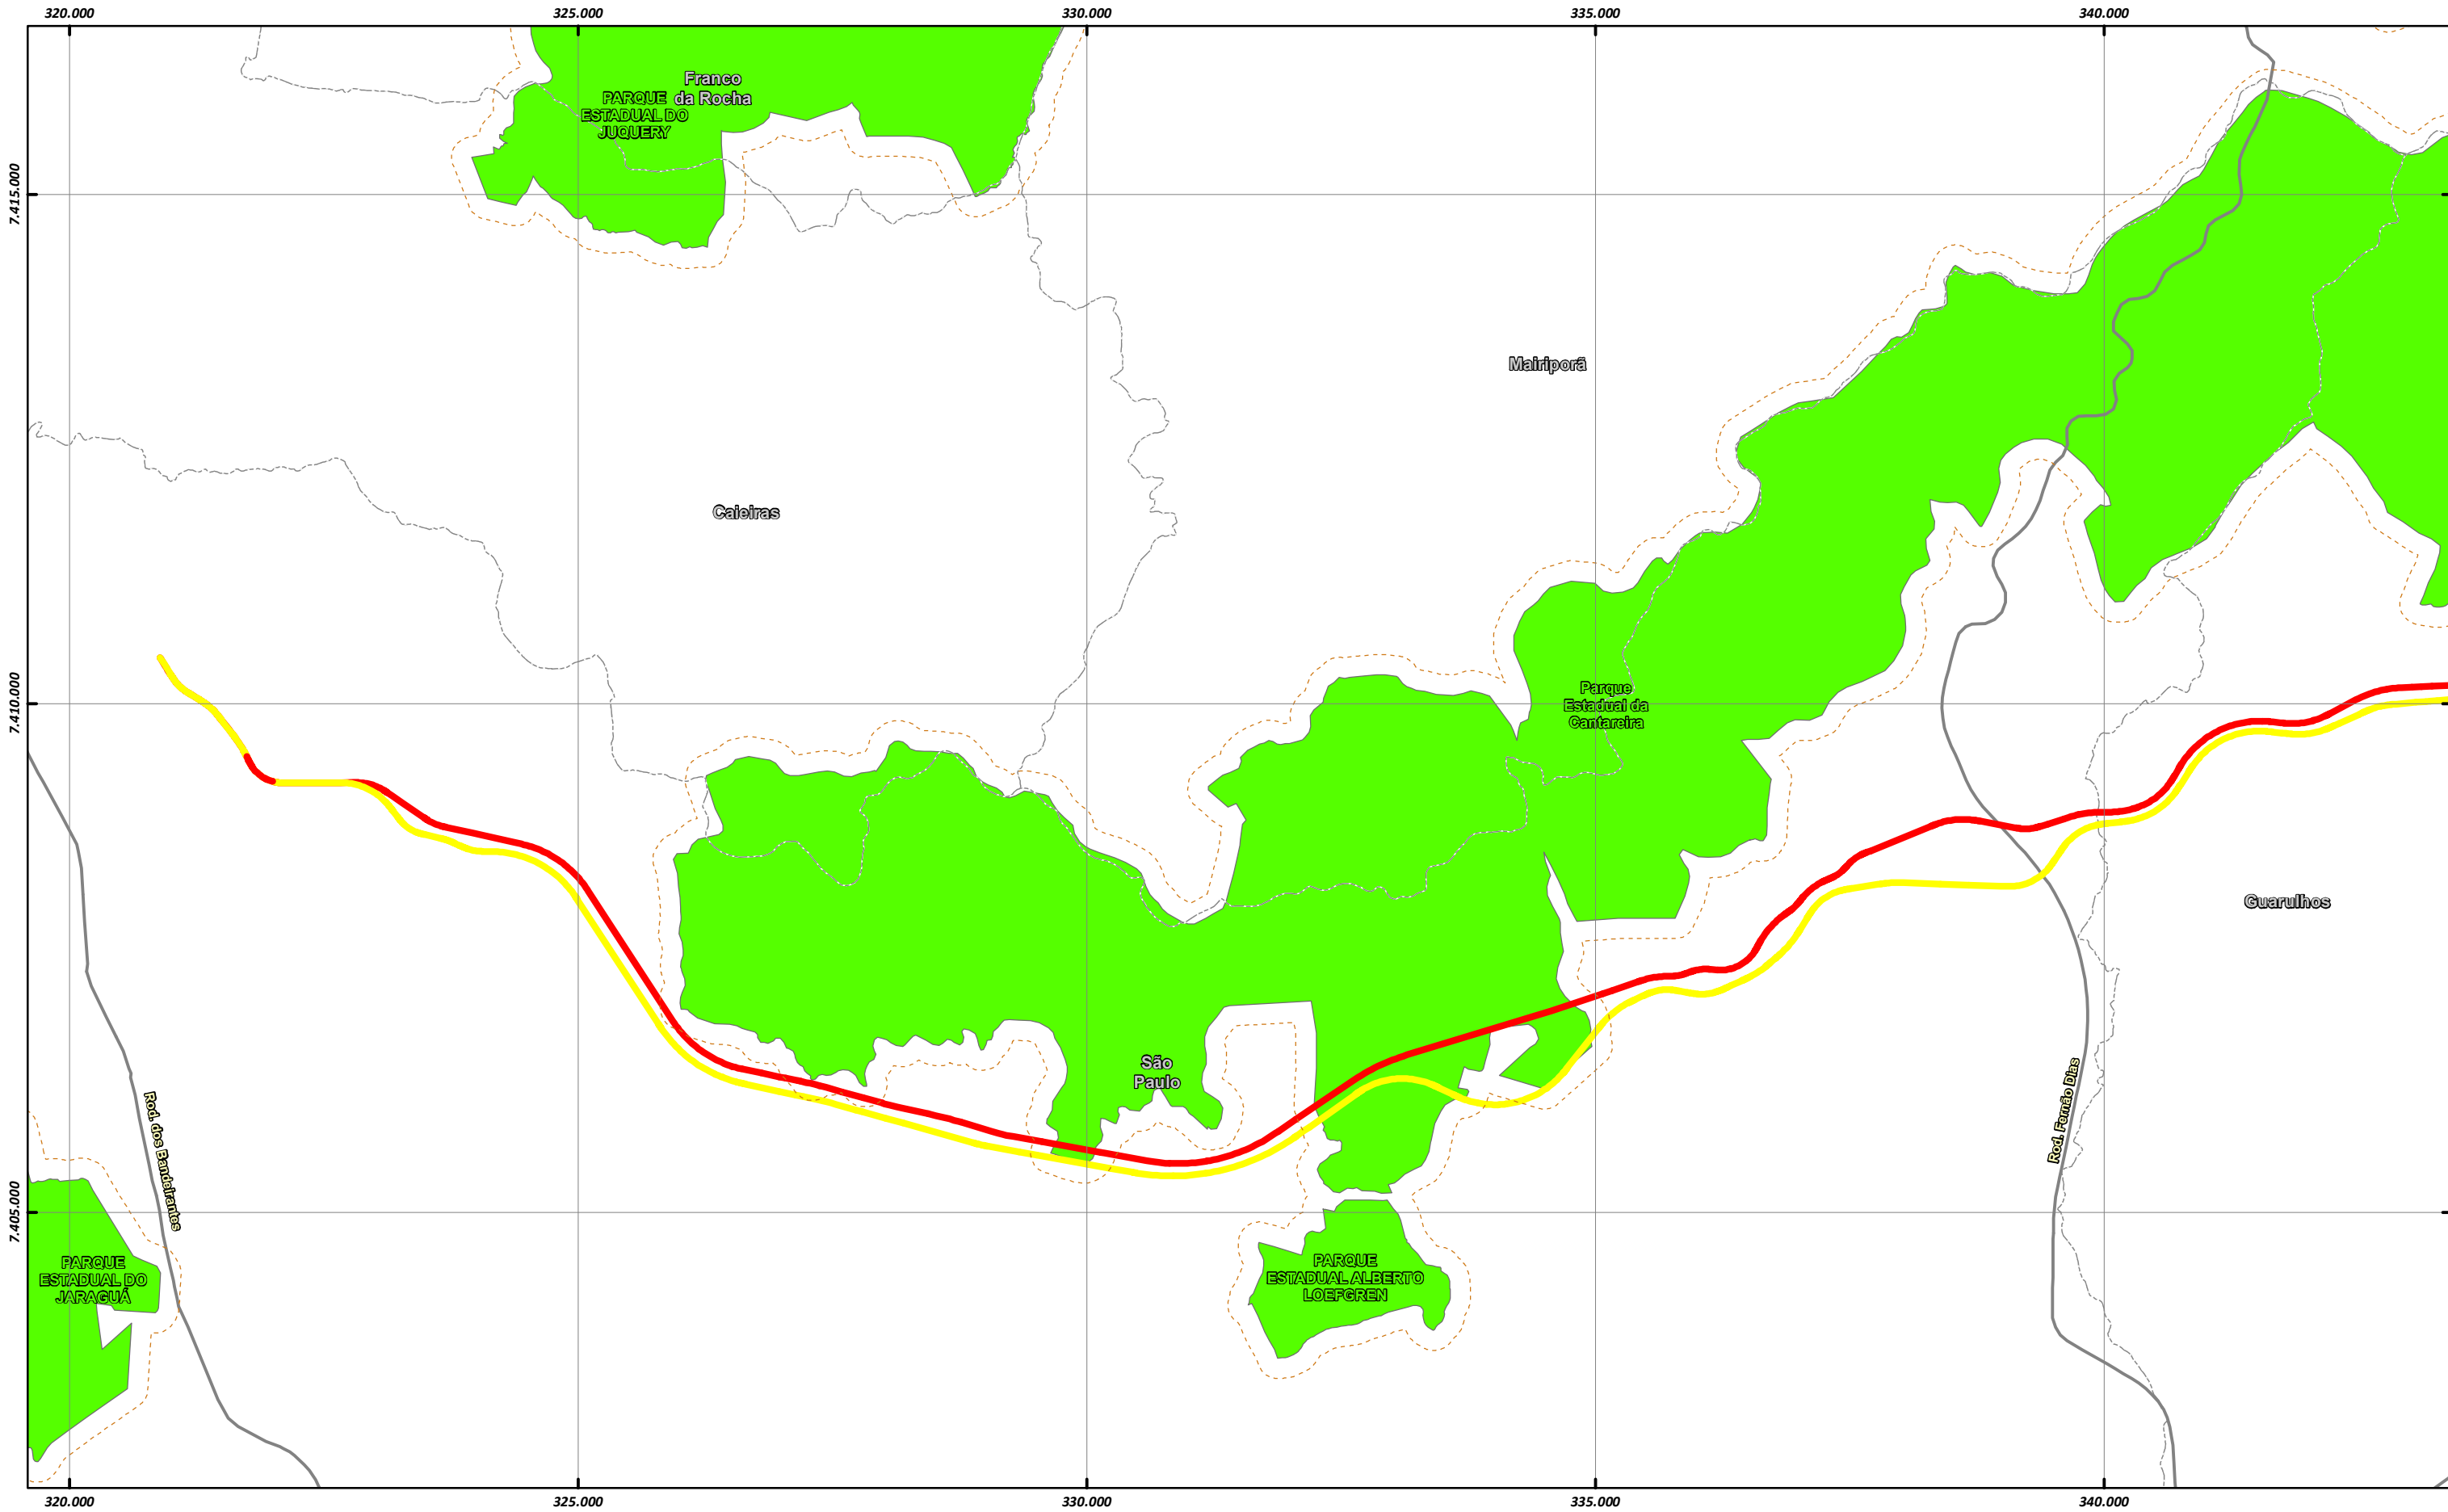 320.000
325.000
330.000
335.000
340.000
Franco
da Rocha
PARQUE
ESTADUAL DO
JUQUERY
7.415.000
Mairiporã
Caieiras
Parque
Estadual da
Cantareira
7.410.000
Guarulhos
São
Paulo
Rod. dos Bandeirantes
Rod. Fernão Dias
7.405.000
PARQUE
ESTADUAL DO
JARAGUÁ
PARQUE
ESTADUAL ALBERTO
LOEFGREN
320.000
325.000
330.000
335.000
340.000